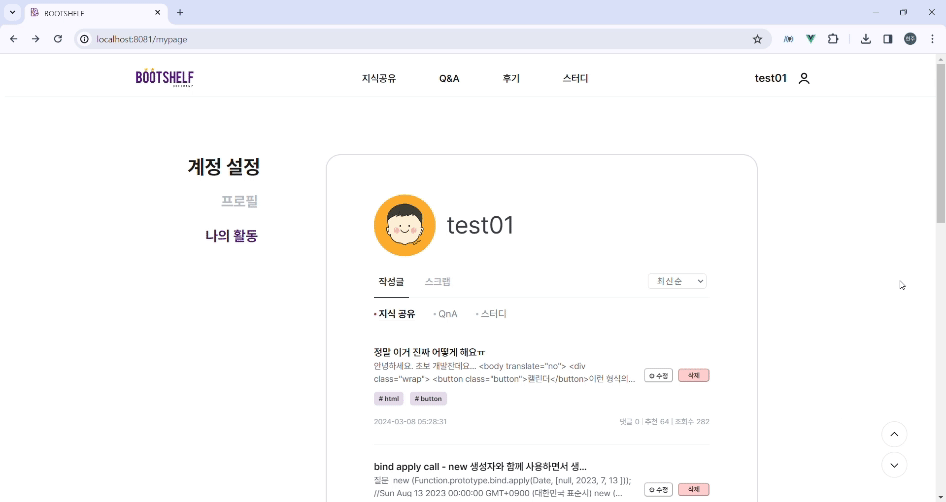 BOOTSHELF
localhost:8081/mypage
BOOTSHELF
지식공유 Q&A 후기 스터디
test01
계정 설정
프로필
나의 활동
test01
작성글 스크랩
최신순
• 지식 공유 • QnA • 스터디
정말 이거 진짜 어떻게 해요ㅠ
안녕하세요. 초보 개발잔데요... <body translate="no"> <div
class="wrap"> <button class="button">캘린더</button>이런 형식의...
수정 삭제
# html # button
2024-03-08 05:28:31
댓글 0 | 추천 64 | 조회수 282
bind apply call - new 생성자와 함께 사용하면서 생...
질문 new (Function.prototype.bind.apply(Date, [null, 2023, 7, 13 ]));
//Sun Aug 13 2023 00:00:00 GMT+0900 (대한민국 표준시) new (...
수정 삭제